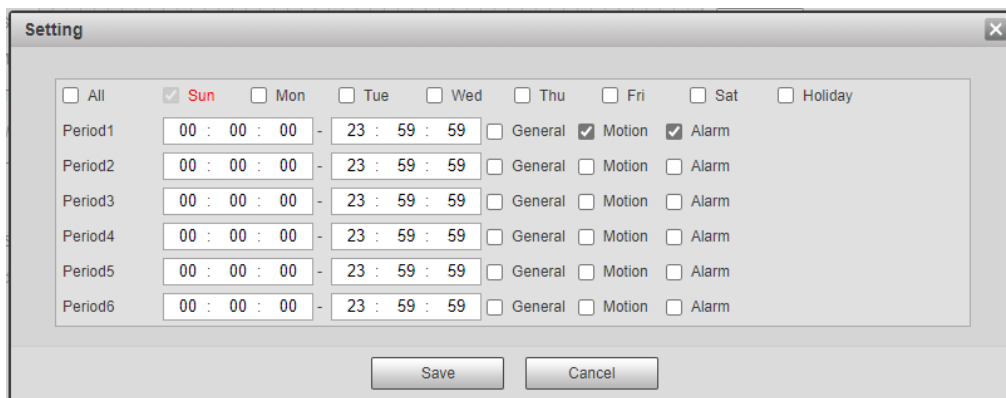 Setting
All Sun Mon Tue Wed Thu Fri Sat Holiday
Period1 00 : 00 : 00 - 23 : 59 : 59 General Motion Alarm
Period2 00 : 00 : 00 - 23 : 59 : 59 General Motion Alarm
Period3 00 : 00 : 00 - 23 : 59 : 59 General Motion Alarm
Period4 00 : 00 : 00 - 23 : 59 : 59 General Motion Alarm
Period5 00 : 00 : 00 - 23 : 59 : 59 General Motion Alarm
Period6 00 : 00 : 00 - 23 : 59 : 59 General Motion Alarm
Save Cancel